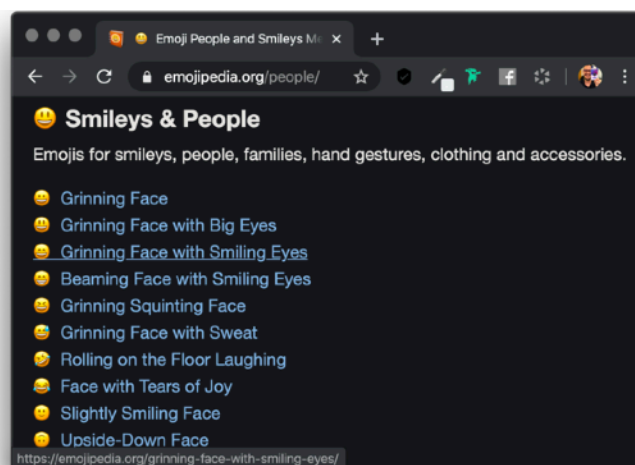 Emoji People and Smileys M
emojipedia.org/people/
😃 Smileys & People
Emojis for smileys, people, families, hand gestures, clothing and accessories.
😀 Grinning Face
😃 Grinning Face with Big Eyes
😄 Grinning Face with Smiling Eyes
😁 Beaming Face with Smiling Eyes
😆 Grinning Squinting Face
😅 Grinning Face with Sweat
🤣 Rolling on the Floor Laughing
😂 Face with Tears of Joy
🙂 Slightly Smiling Face
🙃 Upside-Down Face
https://emojipedia.org/grinning-face-with-smiling-eyes/